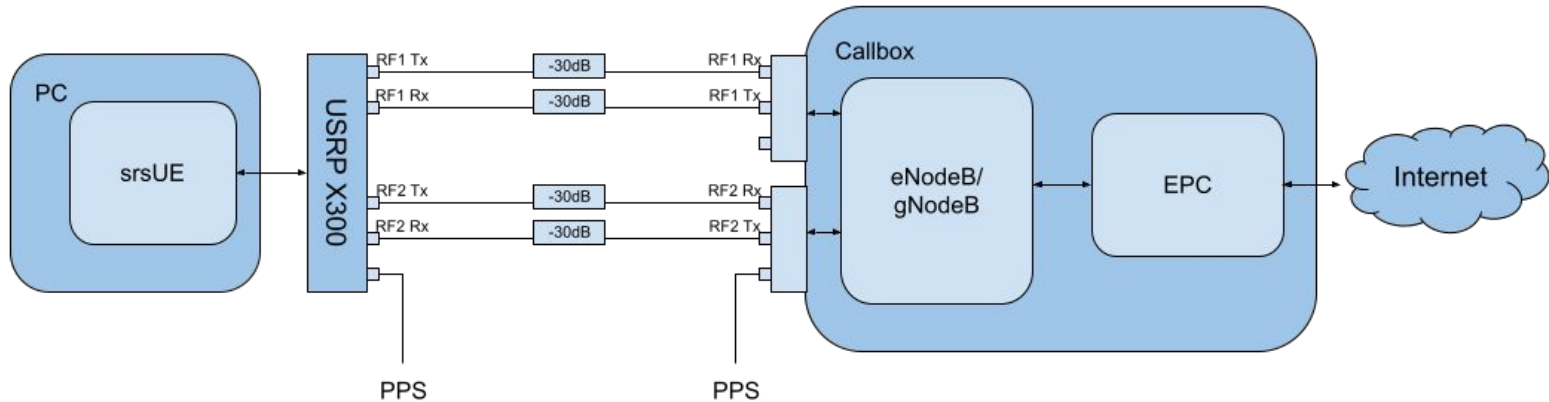 PC
srsUE
USRP X300
RF1 Tx
-30dB
RF1 Rx
RF1 Rx
-30dB
RF1 Tx
RF2 Tx
-30dB
RF2 Rx
RF2 Rx
-30dB
RF2 Tx
PPS
PPS
Callbox
eNodeB/
gNodeB
EPC
Internet